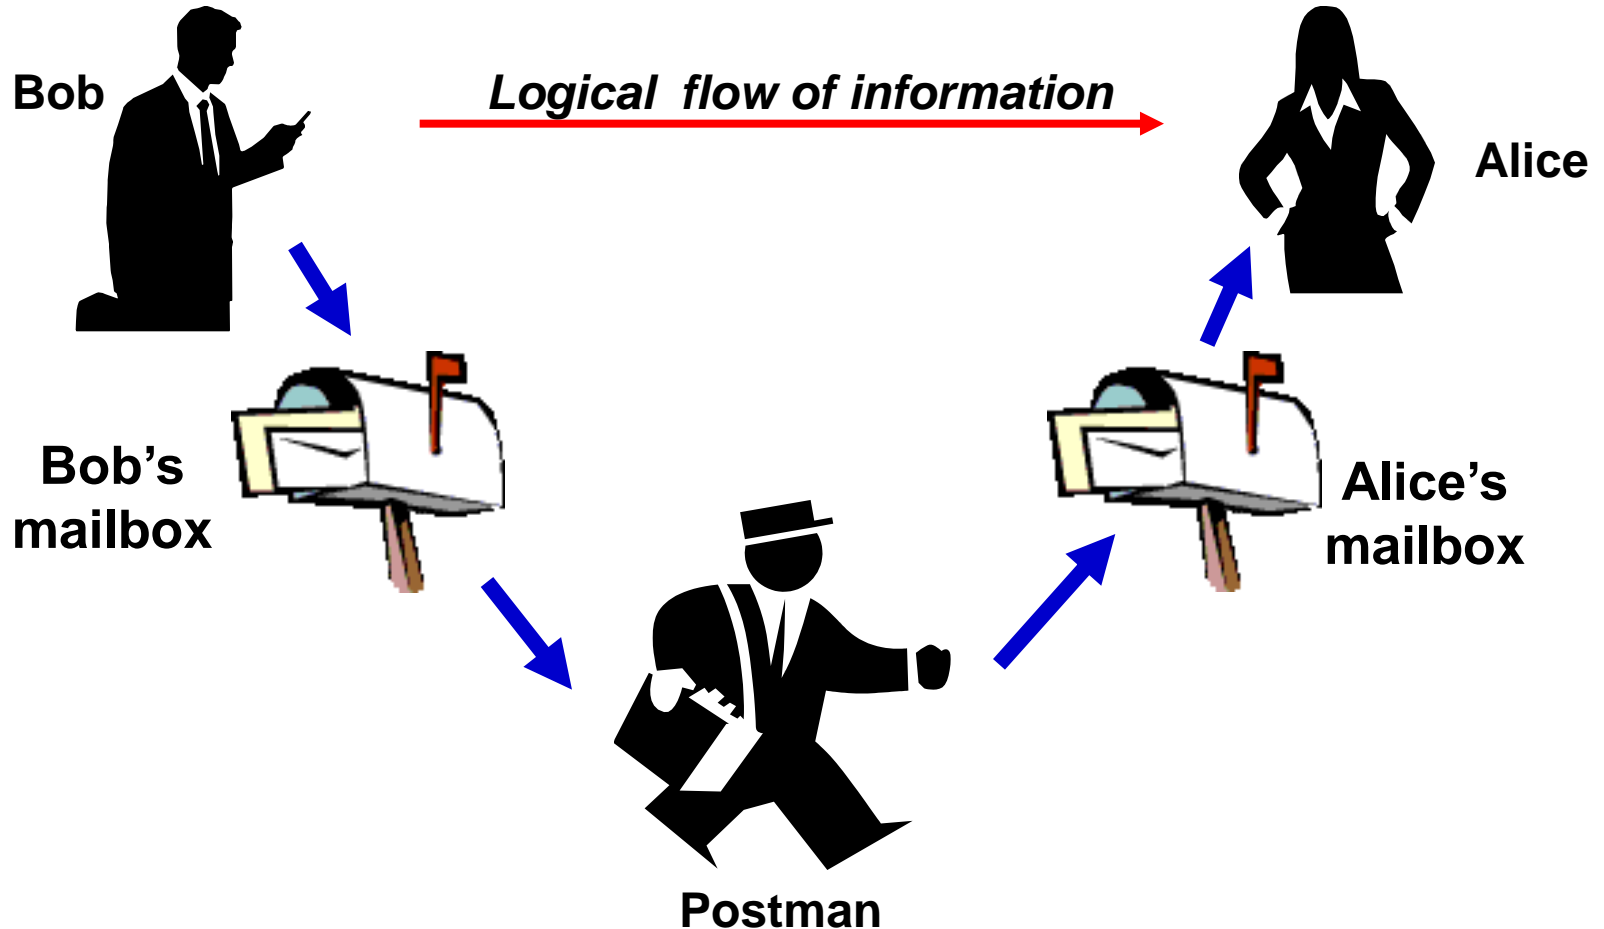 Bob
Logical flow of information
Alice
Bob’s
mailbox
Alice’s
mailbox
Postman